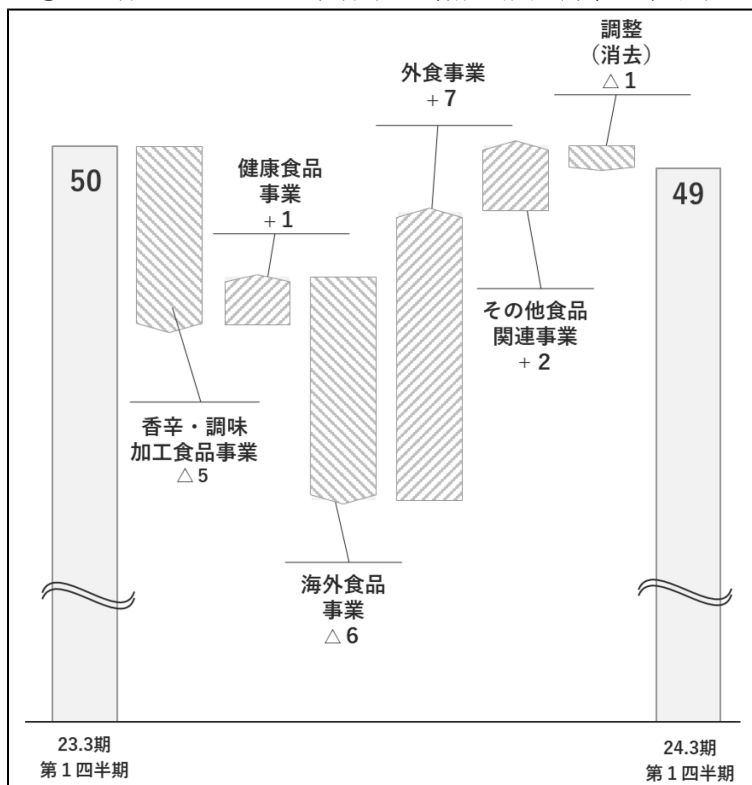 50
香辛・調味
加工食品事業
△5
健康食品
事業
+1
海外食品
事業
△6
外食事業
+7
その他食品
関連事業
+2
調整
(消去)
△1
49
23.3期
第1四半期
24.3期
第1四半期